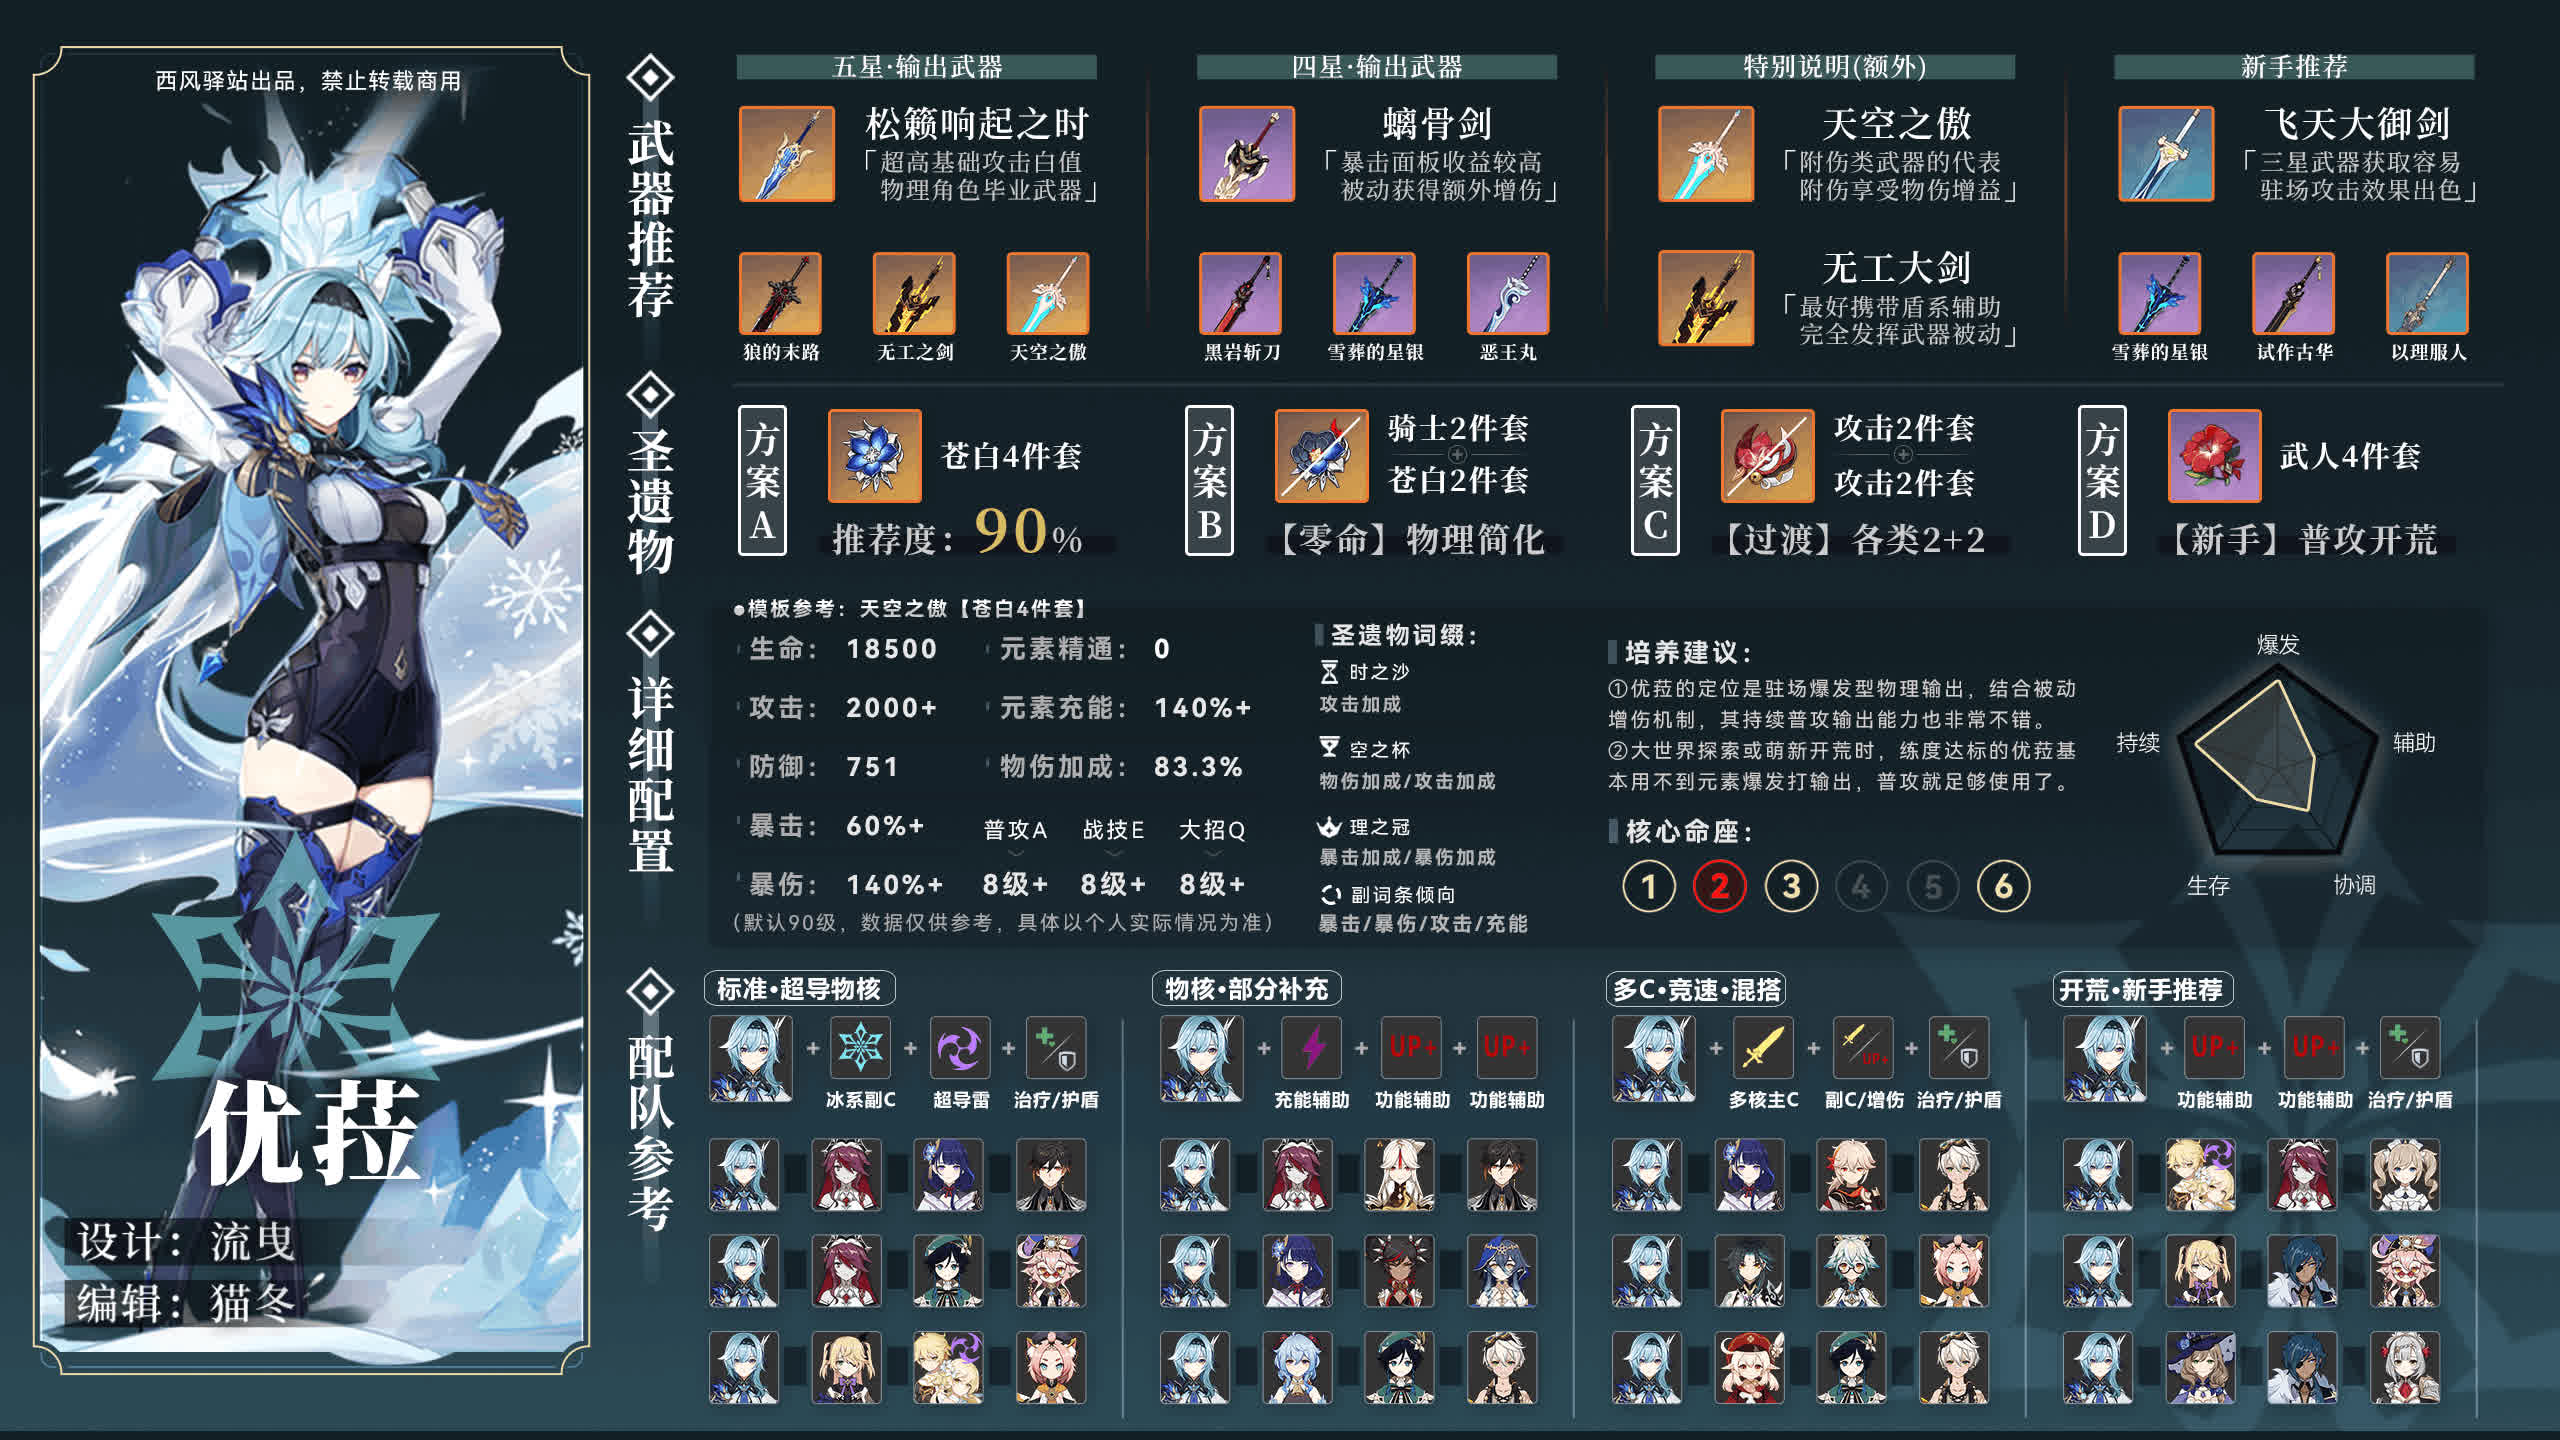 西风驿站出品，禁止转载商用
优菈
设计：流曳
编辑：猫冬
武器推荐
五星·输出武器
松籁响起之时
「超高基础攻击白值
物理角色毕业武器」
狼的末路
无工之剑
天空之傲
四星·输出武器
螭骨剑
「暴击面板收益较高
被动获得额外增伤」
黑岩斩刀
雪葬的星银
恶王丸
特别说明(额外)
天空之傲
「附伤类武器的代表
附伤享受物伤增益」
无工大剑
「最好携带盾系辅助
完全发挥武器被动」
新手推荐
飞天大御剑
「三星武器获取容易
驻场攻击效果出色」
雪葬的星银
试作古华
以理服人
圣遗物
方案A
苍白4件套
推荐度：90%
方案B
骑士2件套
+
苍白2件套
【零命】物理简化
方案C
攻击2件套
+
攻击2件套
【过渡】各类2+2
方案D
武人4件套
【新手】普攻开荒
详细配置
●模板参考：天空之傲【苍白4件套】
生命：18500
元素精通：0
攻击：2000+
元素充能：140%+
防御：751
物伤加成：83.3%
暴击：60%+
普攻A 战技E 大招Q
暴伤：140%+
8级+ 8级+ 8级+
（默认90级，数据仅供参考，具体以个人实际情况为准）
圣遗物词缀：
时之沙
攻击加成
空之杯
物伤加成/攻击加成
理之冠
暴击加成/暴伤加成
副词条倾向
暴击/暴伤/攻击/充能
培养建议：
①优菈的定位是驻场爆发型物理输出，结合被动
增伤机制，其持续普攻输出能力也非常不错。
②大世界探索或萌新开荒时，练度达标的优菈基
本用不到元素爆发打输出，普攻就足够使用了。
核心命座：
1 2 3 4 5 6
爆发
持续
辅助
生存
协调
配队参考
标准·超导物核
+ + +
冰系副C 超导雷 治疗/护盾
物核·部分补充
+ + UP+ + UP+
充能辅助 功能辅助 功能辅助
多C·竞速·混搭
+ + UP+ +
多核主C 副C/增伤 治疗/护盾
开荒·新手推荐
+ UP+ + UP+ +
功能辅助 功能辅助 治疗/护盾